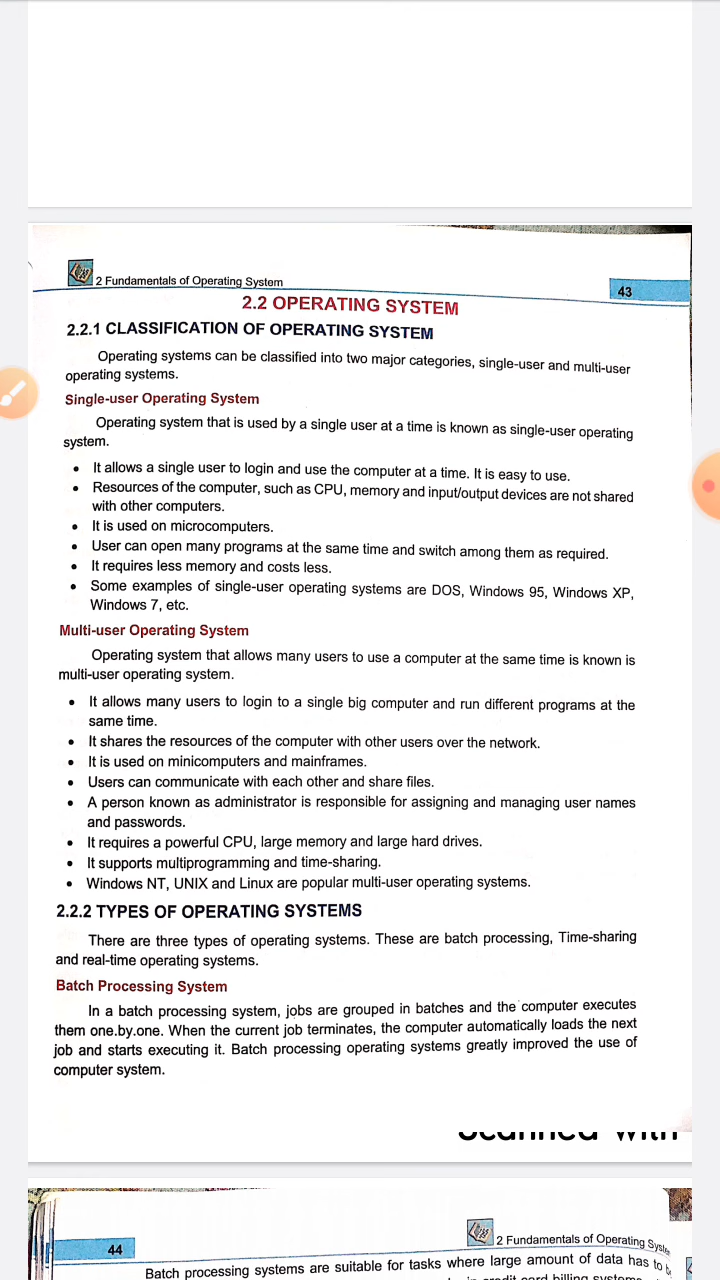 2 Fundamentals of Operating System
43
2.2 OPERATING SYSTEM
2.2.1 CLASSIFICATION OF OPERATING SYSTEM
Operating systems can be classified into two major categories, single-user and multi-user
operating systems.
Single-user Operating System
Operating system that is used by a single user at a time is known as single-user operating
system.
• It allows a single user to login and use the computer at a time. It is easy to use.
• Resources of the computer, such as CPU, memory and input/output devices are not shared
with other computers.
• It is used on microcomputers.
• User can open many programs at the same time and switch among them as required.
• It requires less memory and costs less.
• Some examples of single-user operating systems are DOS, Windows 95, Windows XP,
Windows 7, etc.
Multi-user Operating System
Operating system that allows many users to use a computer at the same time is known is
multi-user operating system.
• It allows many users to login to a single big computer and run different programs at the
same time.
• It shares the resources of the computer with other users over the network.
• It is used on minicomputers and mainframes.
• Users can communicate with each other and share files.
• A person known as administrator is responsible for assigning and managing user names
and passwords.
• It requires a powerful CPU, large memory and large hard drives.
• It supports multiprogramming and time-sharing.
• Windows NT, UNIX and Linux are popular multi-user operating systems.
2.2.2 TYPES OF OPERATING SYSTEMS
There are three types of operating systems. These are batch processing, Time-sharing
and real-time operating systems.
Batch Processing System
In a batch processing system, jobs are grouped in batches and the computer executes
them one.by.one. When the current job terminates, the computer automatically loads the next
job and starts executing it. Batch processing operating systems greatly improved the use of
computer system.
Scanned with
44
2 Fundamentals of Operating
Batch processing systems are suitable for tasks where large amount of data has to
card billing systems